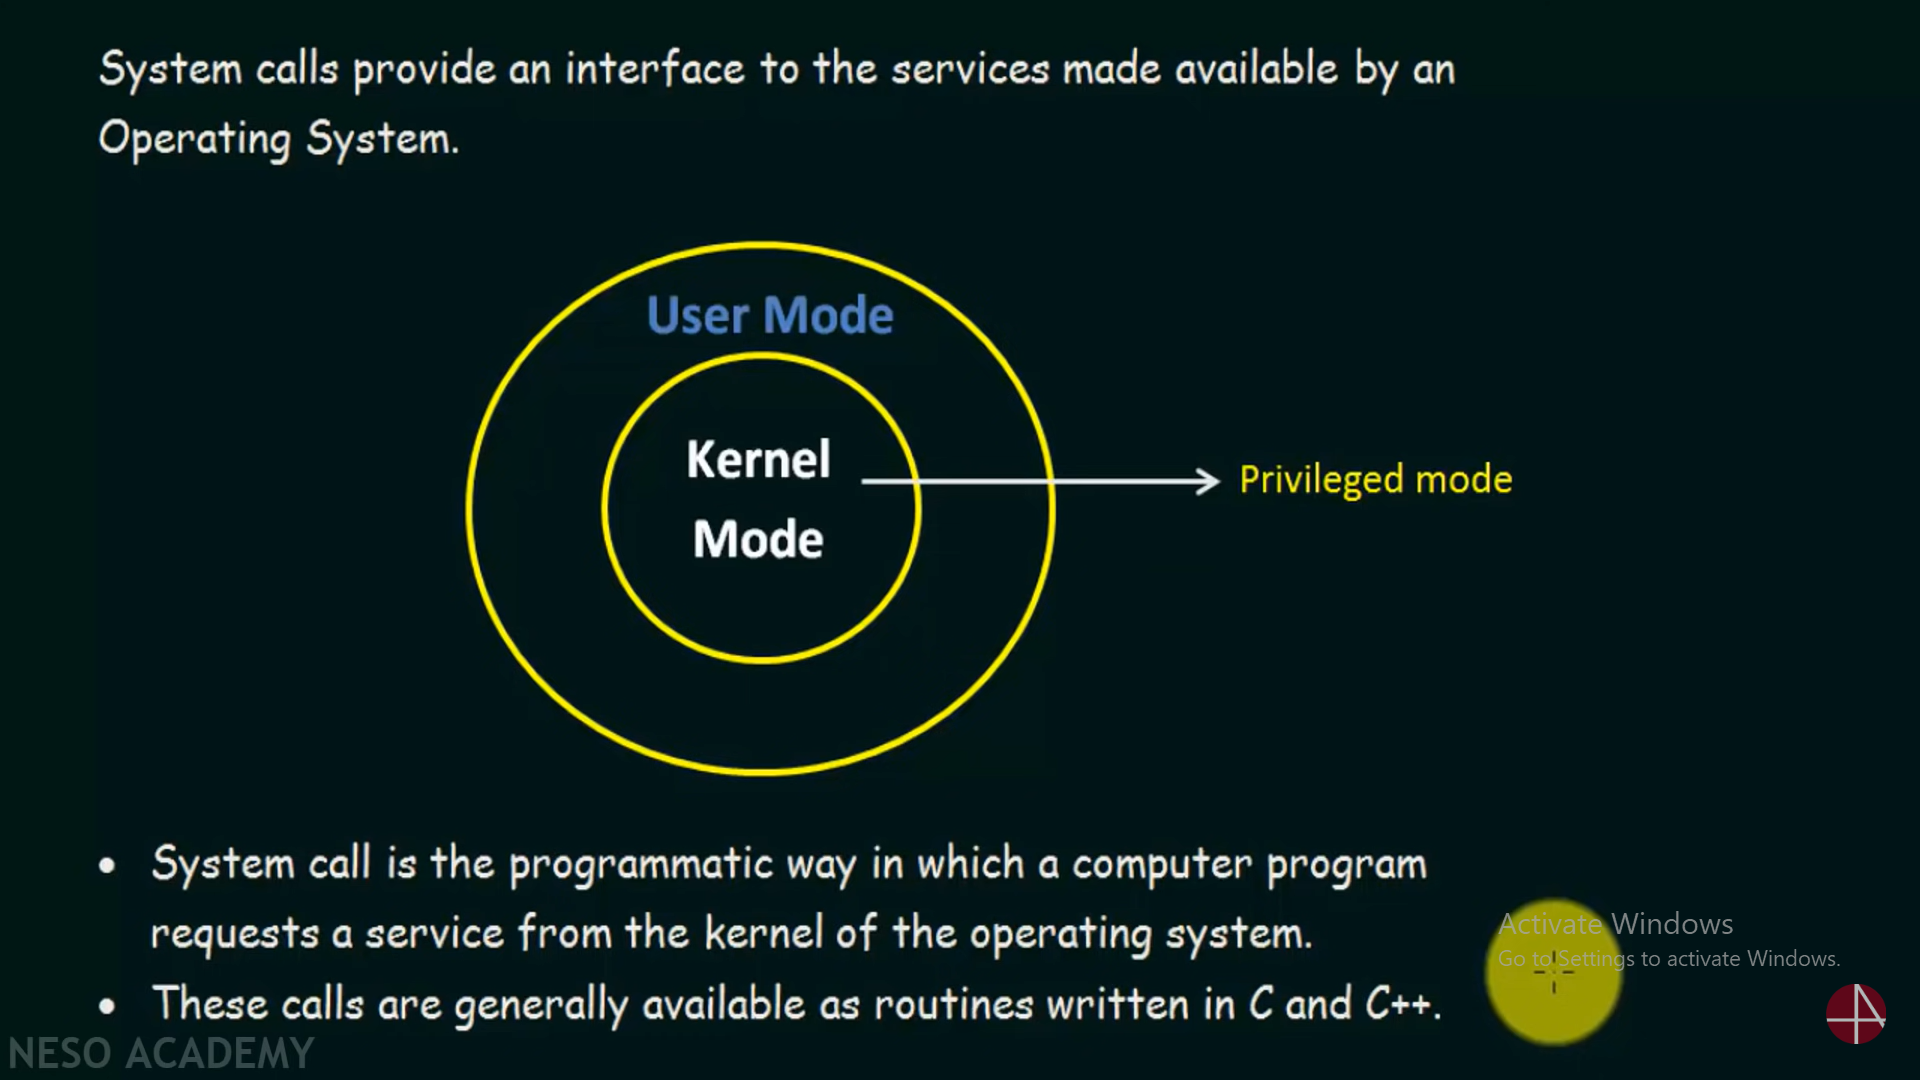 System calls provide an interface to the services made available by an
Operating System.
User Mode
Kernel
Mode
Privileged mode
• System call is the programmatic way in which a computer program
requests a service from the kernel of the operating system.
• These calls are generally available as routines written in C and C++.
Activate Windows
Go to Settings to activate Windows.
NESO ACADEMY